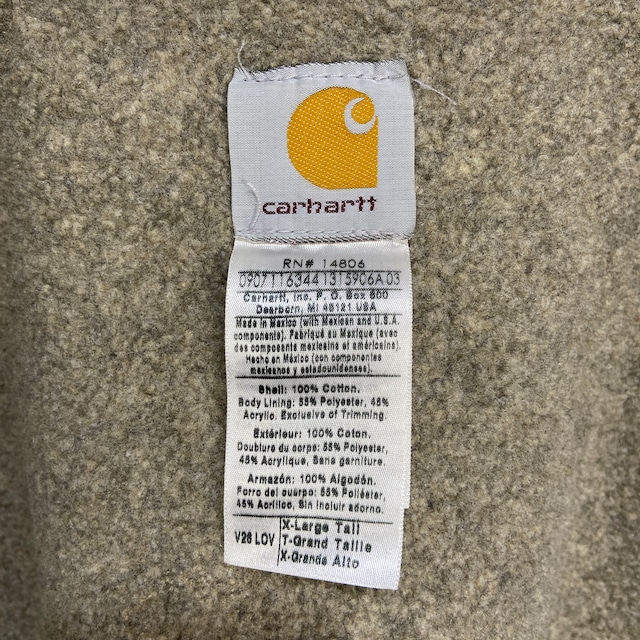 carhartt
RN# 14806
0907116344131 5906A03
Carhartt, Inc. P. O. Box 600
Dearborn, MI 48121 USA
Made in Mexico (with Mexican and U.S.A.
components). Fabriqué au Mexique (avec
des components mexicains et américains).
Hecho en México (con componentes
mexicanos y estadounidenses).
Shell: 100% Cotton.
Body Lining: 55% Polyester, 45%
Acrylic. Exclusive of Trimming.
Extérieur: 100% Coton.
Doublure du corps: 55% Polyester,
45% Acrylique, Sans garniture.
Armazón: 100% Algodón.
Forro del cuerpo: 55% Poliéster,
45% Acrílico, Sin incluir adorno.
V26 LOV
X-Large Tall
T-Grand Taille
X-Grande Alto